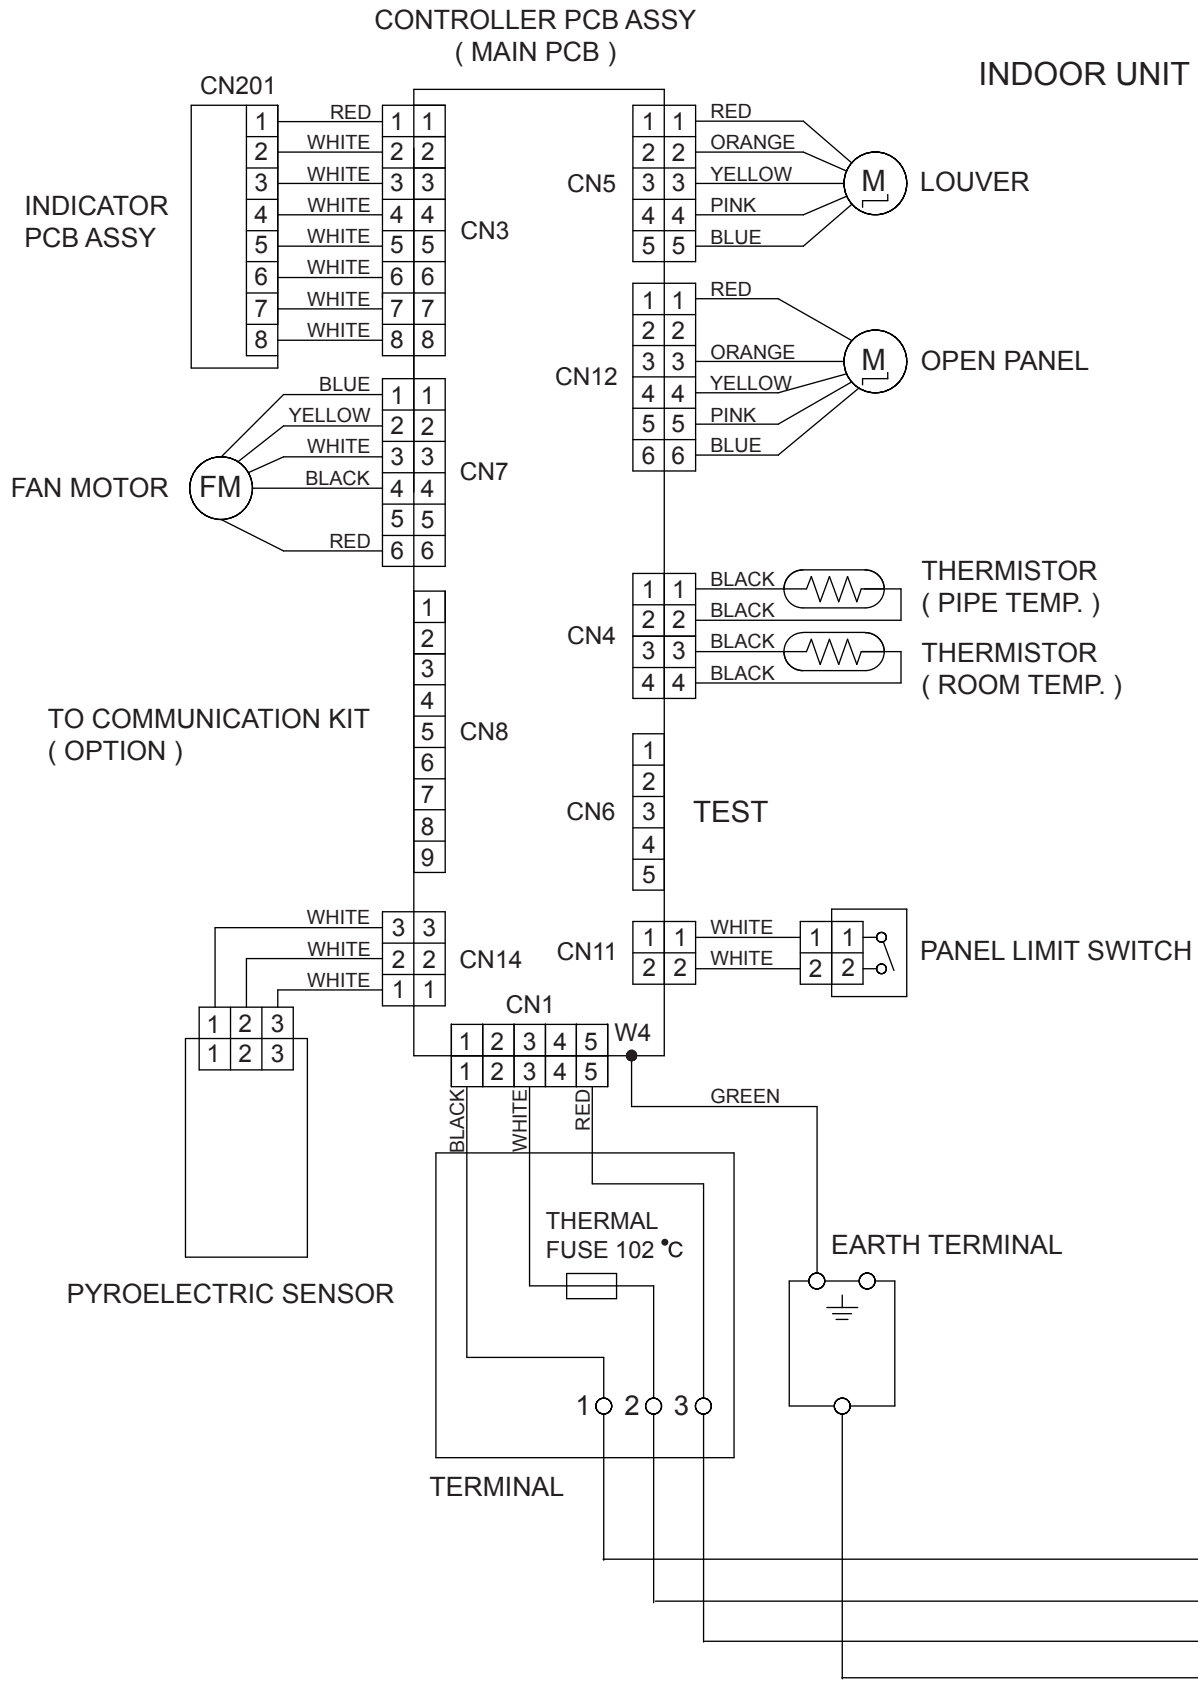 CONTROLLER PCB ASSY
( MAIN PCB )
INDOOR UNIT
CN201
INDICATOR
PCB ASSY
1 RED 1 1
2 WHITE 2 2
3 WHITE 3 3
4 WHITE 4 4
5 WHITE 5 5
6 WHITE 6 6
7 WHITE 7 7
8 WHITE 8 8
CN3
CN5
1 1 RED
2 2 ORANGE
3 3 YELLOW
4 4 PINK
5 5 BLUE
M
LOUVER
FAN MOTOR
FM
BLUE 1 1
YELLOW 2 2
WHITE 3 3
BLACK 4 4
5 5
RED 6 6
CN7
CN12
1 1 RED
2 2
3 3 ORANGE
4 4 YELLOW
5 5 PINK
6 6 BLUE
M
OPEN PANEL
TO COMMUNICATION KIT
( OPTION )
1
2
3
4
5
6
7
8
9
CN8
CN4
1 1 BLACK
2 2 BLACK
3 3 BLACK
4 4 BLACK
THERMISTOR
( PIPE TEMP. )
THERMISTOR
( ROOM TEMP. )
CN6
1
2
3
4
5
TEST
WHITE 3 3
WHITE 2 2
WHITE 1 1
CN14
1 2 3
1 2 3
PYROELECTRIC SENSOR
CN11
1 1 WHITE 1 1
2 2 WHITE 2 2
PANEL LIMIT SWITCH
CN1
1 2 3 4 5
1 2 3 4 5
W4
BLACK
WHITE
RED
GREEN
THERMAL
FUSE 102 °C
1 2 3
TERMINAL
EARTH TERMINAL